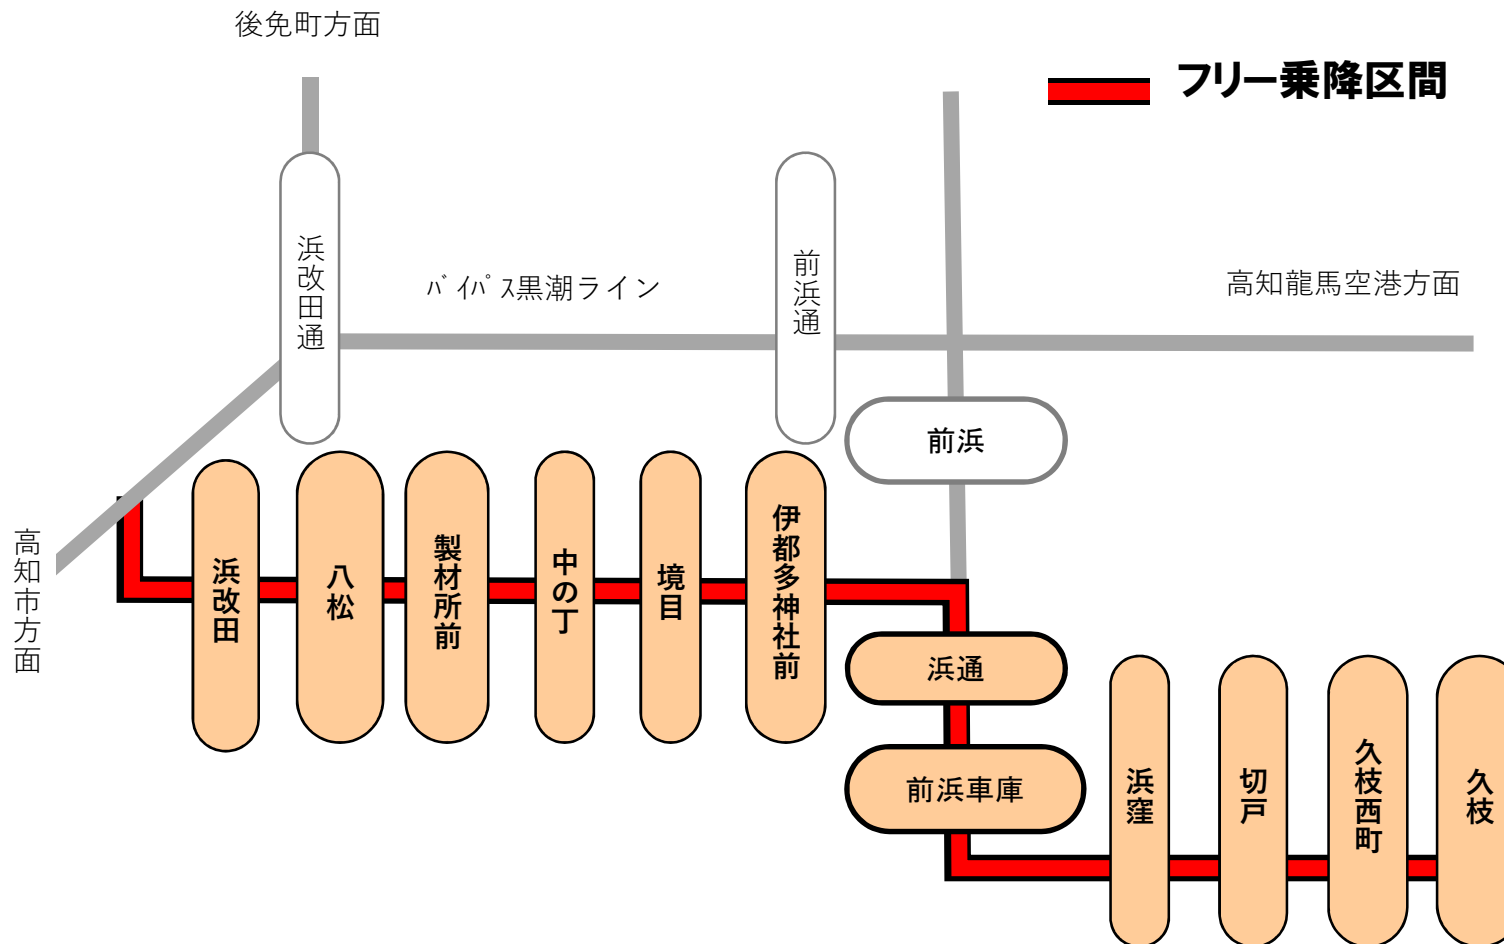 後免町方面
フリー乗降区間
浜改田通
ﾊﾞｲﾊﾟｽ黒潮ライン
前浜通
高知龍馬空港方面
前浜
高知市方面
浜改田
八松
製材所前
中の丁
境目
伊都多神社前
浜通
前浜車庫
浜窪
切戸
久枝西町
久枝